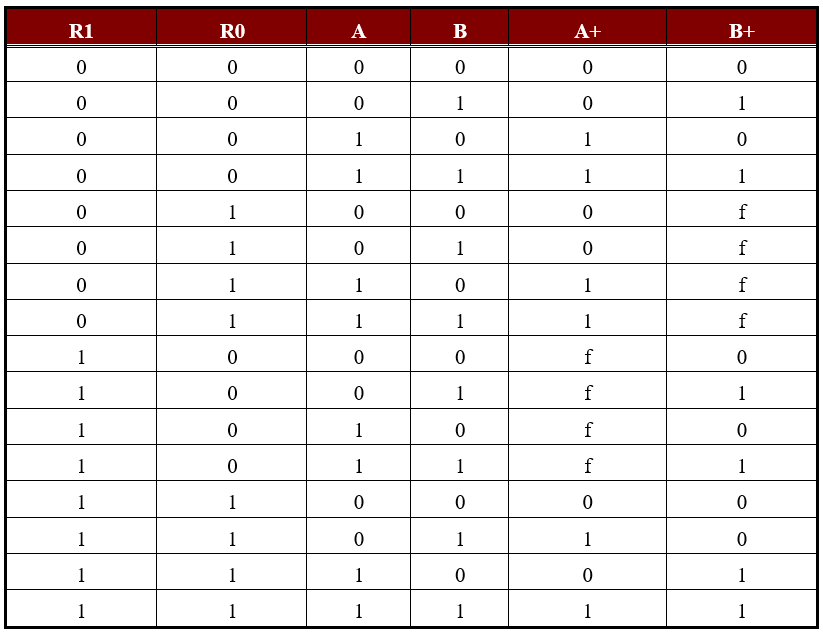 R1 R0 A B A+ B+
0 0 0 0 0 0
0 0 0 1 0 1
0 0 1 0 1 0
0 0 1 1 1 1
0 1 0 0 0 f
0 1 0 1 0 f
0 1 1 0 1 f
0 1 1 1 1 f
1 0 0 0 f 0
1 0 0 1 f 1
1 0 1 0 f 0
1 0 1 1 f 1
1 1 0 0 0 0
1 1 0 1 1 0
1 1 1 0 0 1
1 1 1 1 1 1